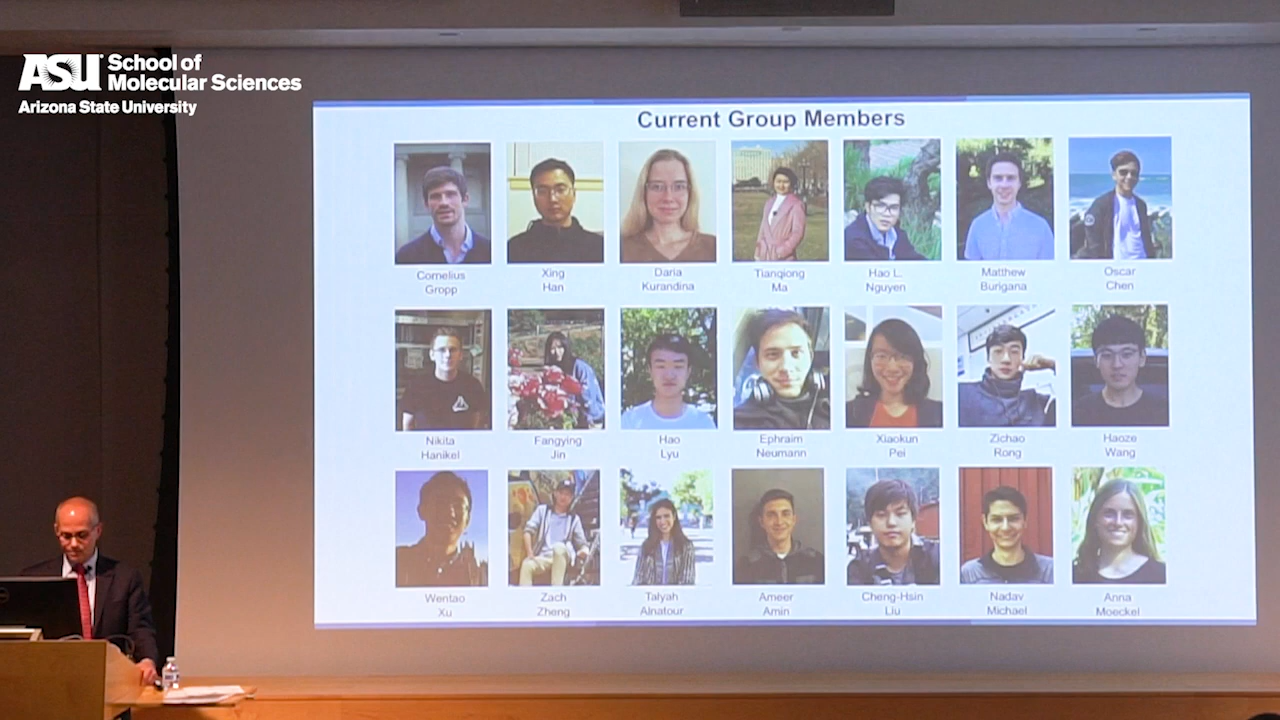 ASU School of
Molecular Sciences
Arizona State University
Current Group Members
Cornelius
Gropp
Xing
Han
Daria
Kurandina
Tianqiong
Ma
Hao L.
Nguyen
Matthew
Burigana
Oscar
Chen
Nikita
Hanikel
Fangying
Jin
Hao
Lyu
Ephraim
Neumann
Xiaokun
Pei
Zichao
Rong
Haoze
Wang
Wentao
Xu
Zach
Zheng
Talyah
Alnatour
Ameer
Amin
Cheng-Hsin
Liu
Nadav
Michael
Anna
Moeckel